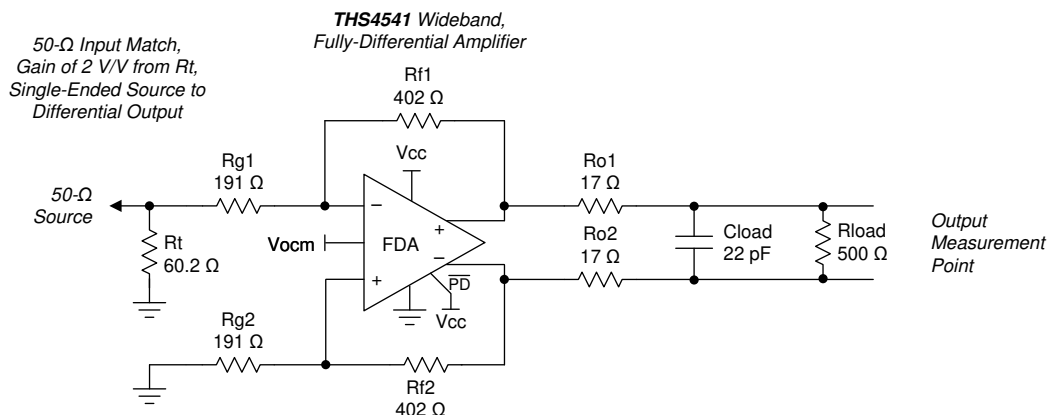 THS4541 Wideband,
Fully-Differential Amplifier
50-Ω Input Match,
Gain of 2 V/V from Rt,
Single-Ended Source to
Differential Output
Rf1
402 Ω
Vcc
Rg1
191 Ω
Ro1
17 Ω
50-Ω
Source
Rt
60.2 Ω
Vocm
−
+
FDA
+
−
PD
Vcc
Ro2
17 Ω
Cload
22 pF
Rload
500 Ω
Output
Measurement
Point
Rg2
191 Ω
Rf2
402 Ω